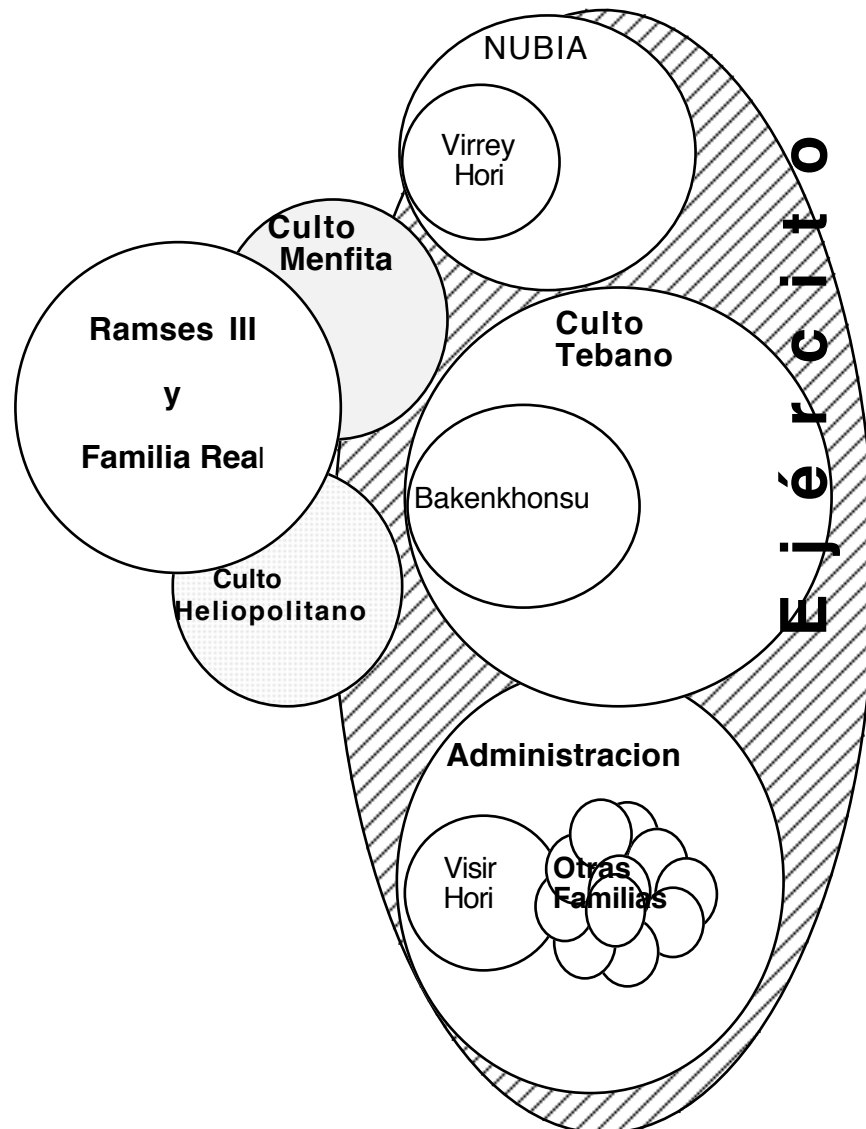 NUBIA
Virrey
Hori
Culto
Menfita
Ramses III
y
Familia Real
Culto
Tebano
Bakenkhonsu
Culto
Heliopolitano
Administracion
Visir
Hori
Otras
Familias
Ejército